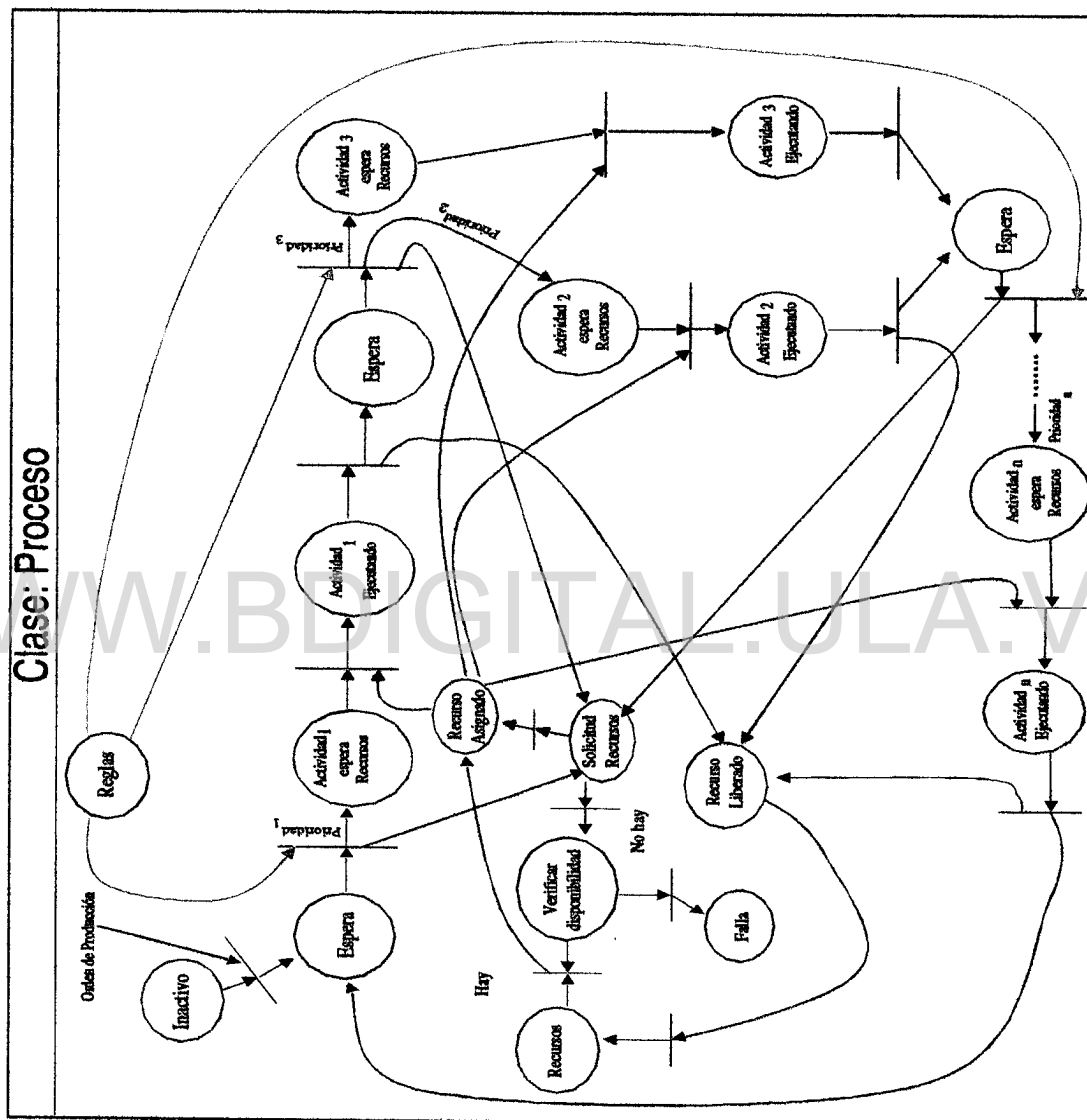 Clase: Proceso
Reglas
Orden de Producción
Inactivo
Espera
Prioridad
1
Actividad 1
espera
Recursos
Actividad
1
Ejecutando
Espera
Prioridad
3
Actividad 3
espera
Recursos
Prioridad
2
Actividad 2
espera
Recursos
Actividad 3
Ejecutando
Actividad 2
Ejecutando
Espera
Prioridad
n
Actividad n
espera
Recursos
Actividad n
Ejecutando
Recurso
Asignado
Solicitud
Recursos
Recurso
Liberado
No hay
Verificar
disponibilidad
Falla
Hay
Recursos
WW.BDIGITAL.ULA.V